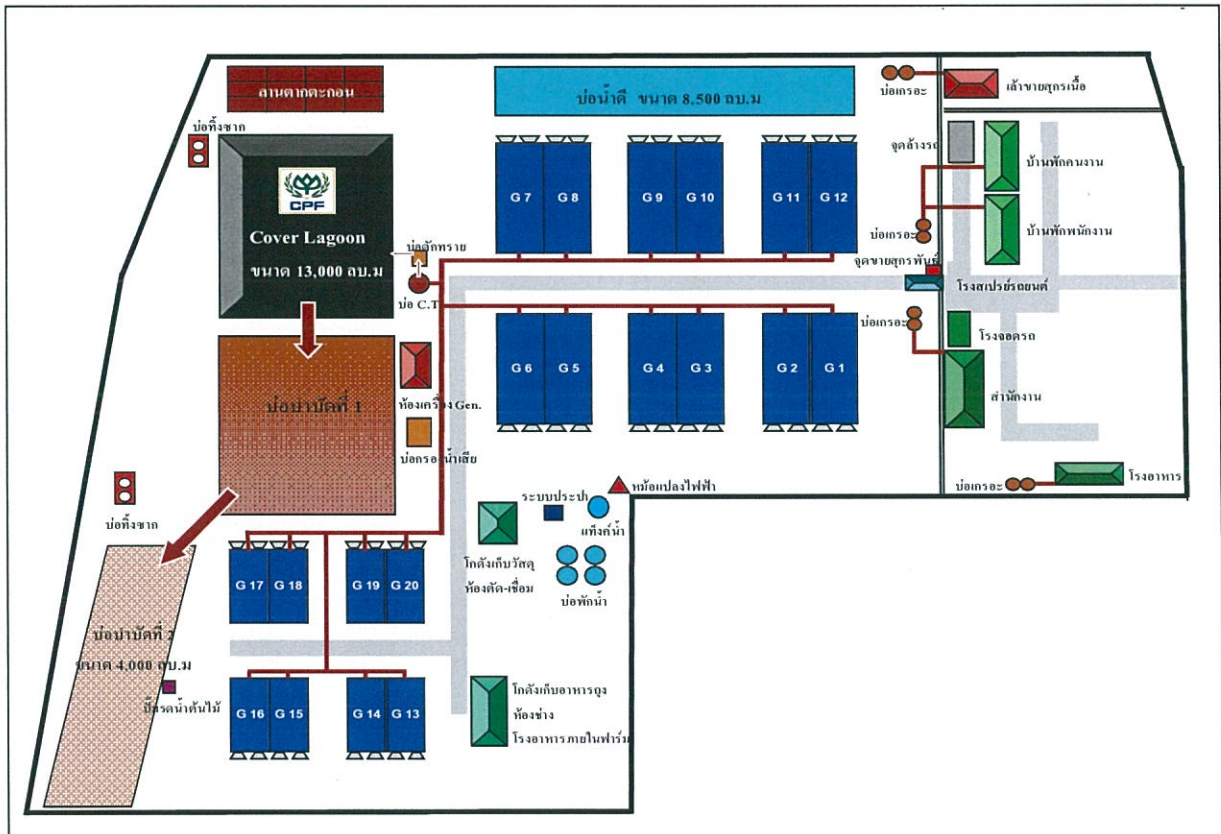 ลานตากตะกอน
บ่อน้ำดี ขนาด 8,500 ลบ.ม
บ่อเกรอะ
เล้าขายสุกรเนื้อ
บ่อทิ้งซาก
จุดล้างรถ
บ้านพักคนงาน
CPF
G 7
G 8
G 9
G 10
G 11
G 12
Cover Lagoon
ขนาด 13,000 ลบ.ม
บ่อดักทราย
บ่อเกรอะ
บ้านพักพนักงาน
จุดขายสุกรพันธุ์
โรงสเปรย์รถยนต์
บ่อ C.T
บ่อเกรอะ
โรงจอดรถ
G 6
G 5
G 4
G 3
G 2
G 1
สำนักงาน
บ่อบำบัดที่ 1
ห้องเครื่อง Gen.
บ่อกรองน้ำเสีย
บ่อเกรอะ
โรงอาหาร
หม้อแปลงไฟฟ้า
ระบบประปา
แท็งค์น้ำ
บ่อทิ้งซาก
โกดังเก็บวัสดุ
ห้องตัด-เชื่อม
บ่อพักน้ำ
G 17
G 18
G 19
G 20
บ่อบำบัดที่ 2
ขนาด 4,000 ลบ.ม
ปั๊มรดน้ำต้นไม้
G 16
G 15
G 14
G 13
โกดังเก็บอาหารถุง
ห้องช่าง
โรงอาหารภายในฟาร์ม